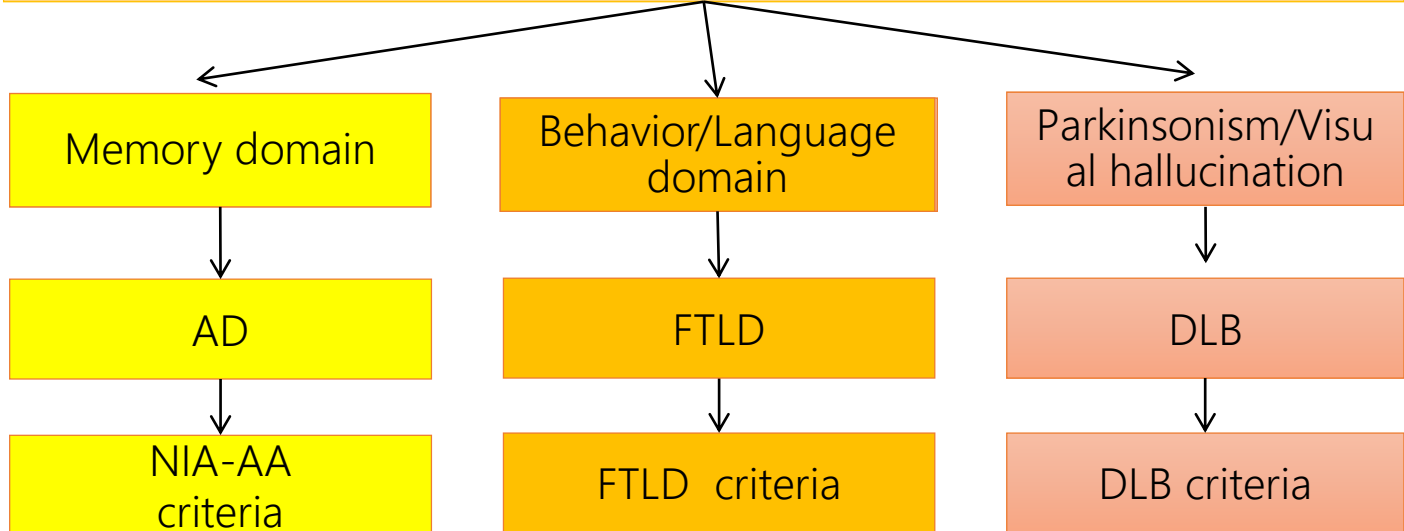 Memory domain
Behavior/Language
domain
Parkinsonism/Visu
al hallucination
AD
FTLD
DLB
NIA-AA
criteria
FTLD criteria
DLB criteria